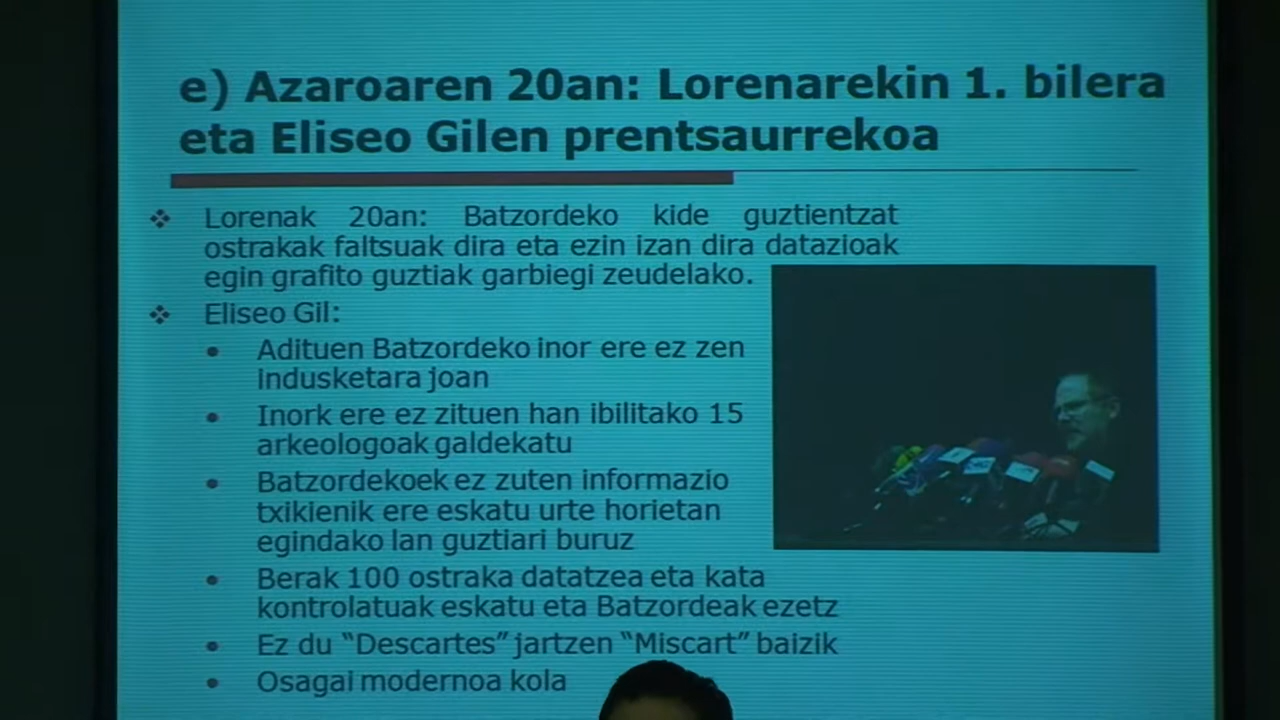 e) Azaroaren 20an: Lorenarekin 1. bilera
eta Eliseo Gilen prentsaurrekoa
Lorenak 20an: Batzordeko kide guztientzat
ostrakak faltsuak dira eta ezin izan dira datazioak
egin grafito guztiak garbiegi zeudelako.
Eliseo Gil:
Adituen Batzordeko inor ere ez zen
indusketara joan
Inork ere ez zituen han ibilitako 15
arkeologoak galdekatu
Batzordekoek ez zuten informazio
txikienik ere eskatu urte horietan
egindako lan guztiari buruz
Berak 100 ostraka datatzea eta kata
kontrolatuak eskatu eta Batzordeak ezetz
Ez du “Descartes” jartzen “Miscart” baizik
Osagai modernoa kola